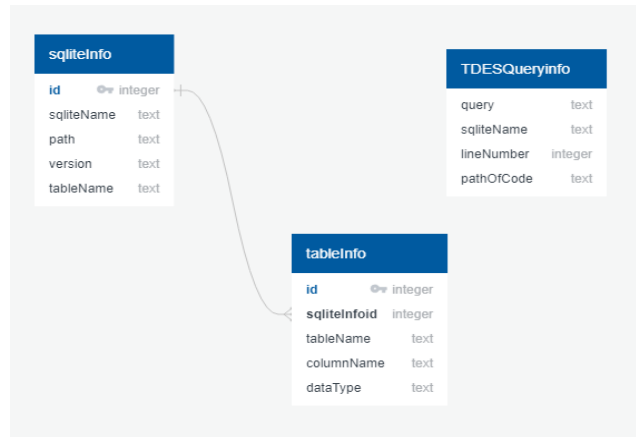 sqliteInfo
id integer
sqliteName text
path text
version text
tableName text
TDESQueryinfo
query text
sqliteName text
lineNumber integer
pathOfCode text
tableInfo
id integer
sqliteInfoid integer
tableName text
columnName text
dataType text